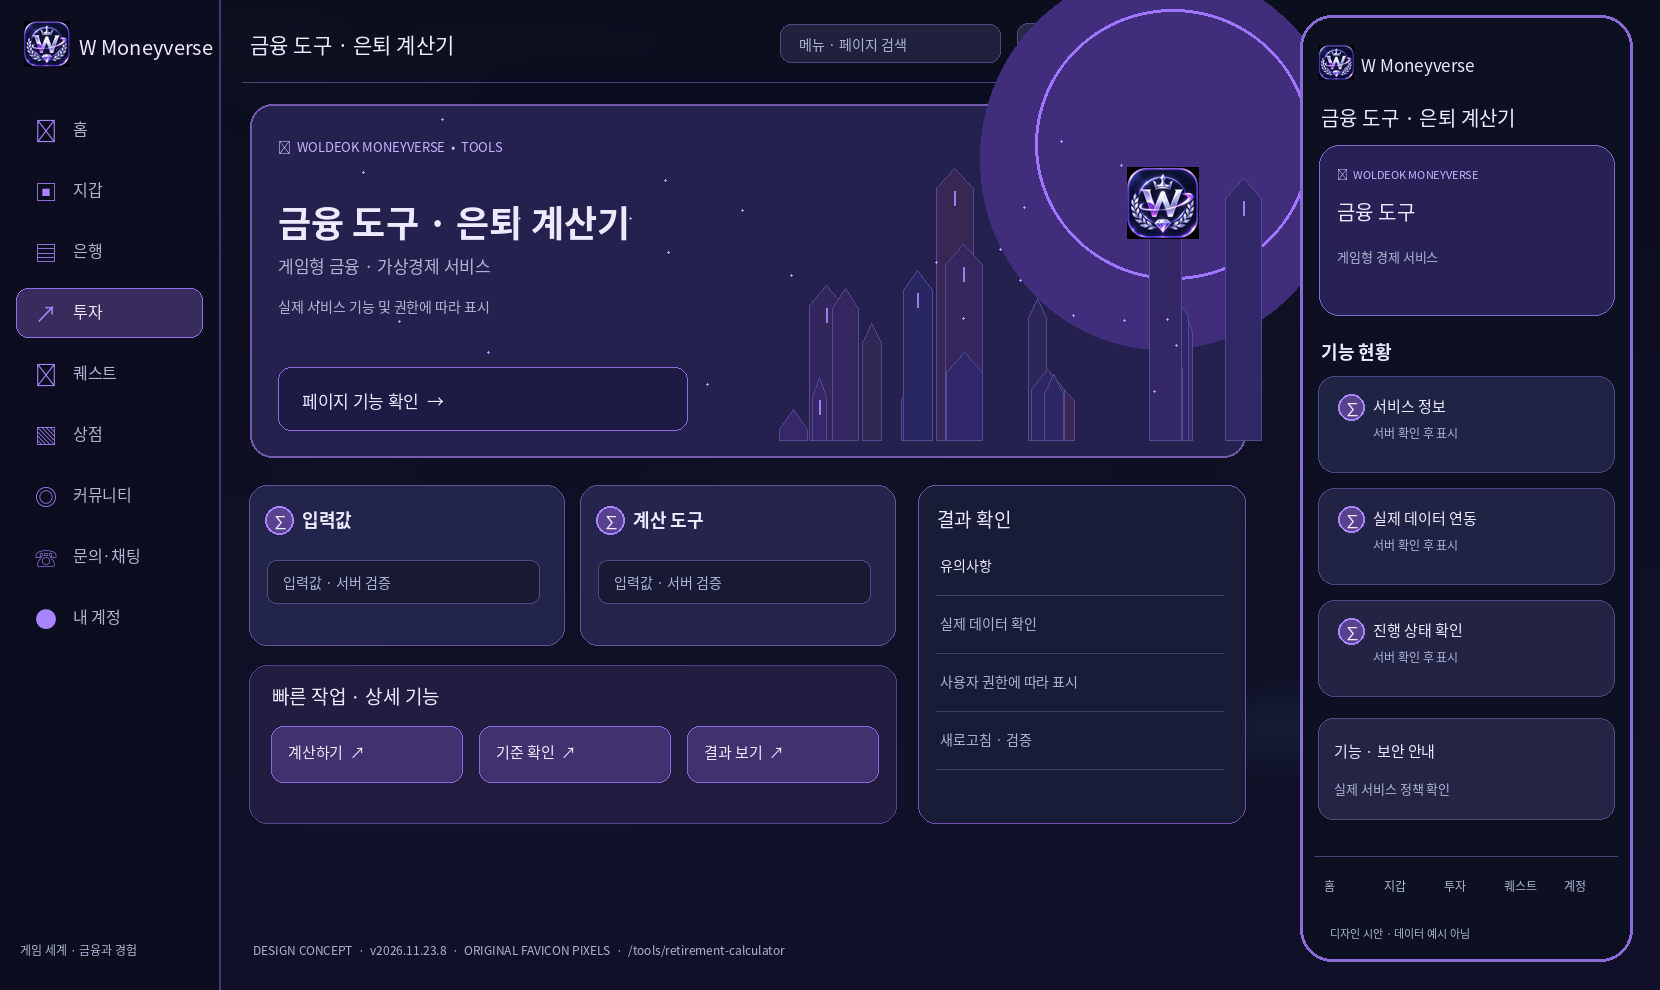 W Moneyverse
홈
지갑
은행
투자
퀘스트
상점
커뮤니티
문의·채팅
내 계정
게임 세계 · 금융과 경험
금융 도구 · 은퇴 계산기
메뉴 · 페이지 검색
WOLDEOK MONEYVERSE • TOOLS
금융 도구 · 은퇴 계산기
게임형 금융 · 가상경제 서비스
실제 서비스 기능 및 권한에 따라 표시
페이지 기능 확인 →
입력값
입력값 · 서버 검증
계산 도구
입력값 · 서버 검증
결과 확인
유의사항
실제 데이터 확인
사용자 권한에 따라 표시
새로고침 · 검증
빠른 작업 · 상세 기능
계산하기 ↗
기준 확인 ↗
결과 보기 ↗
DESIGN CONCEPT · v2026.11.23.8 · ORIGINAL FAVICON PIXELS · /tools/retirement-calculator
W Moneyverse
금융 도구 · 은퇴 계산기
WOLDEOK MONEYVERSE
금융 도구
게임형 경제 서비스
기능 현황
서비스 정보
서버 확인 후 표시
실제 데이터 연동
서버 확인 후 표시
진행 상태 확인
서버 확인 후 표시
기능 · 보안 안내
실제 서비스 정책 확인
홈 지갑 투자 퀘스트 계정
디자인 시안 · 데이터 예시 아님